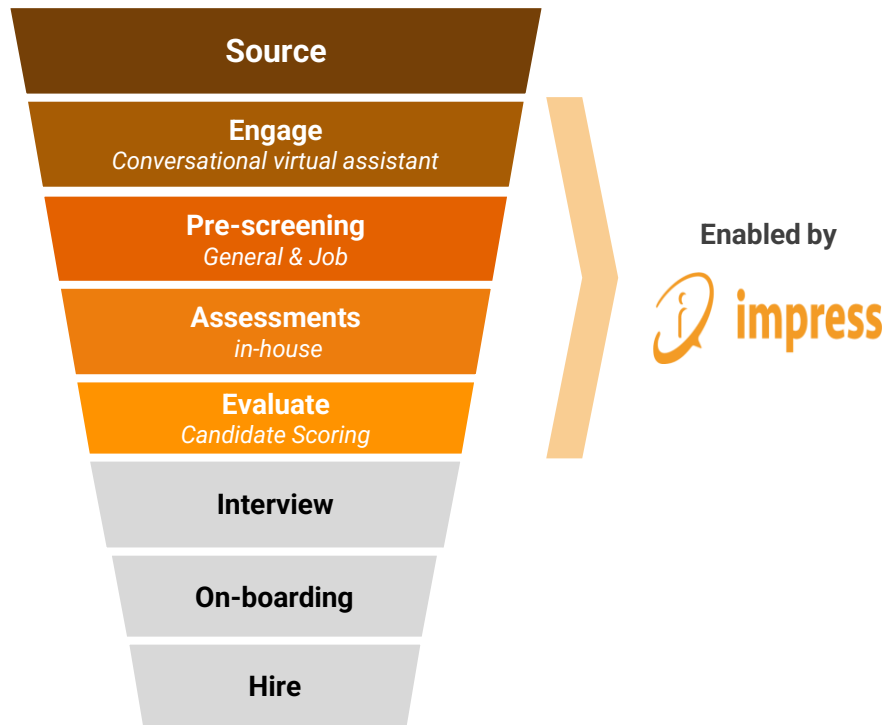 Source
Engage
Conversational virtual assistant
Pre-screening
General & Job
Assessments
in-house
Evaluate
Candidate Scoring
Interview
On-boarding
Hire
Enabled by
i impress